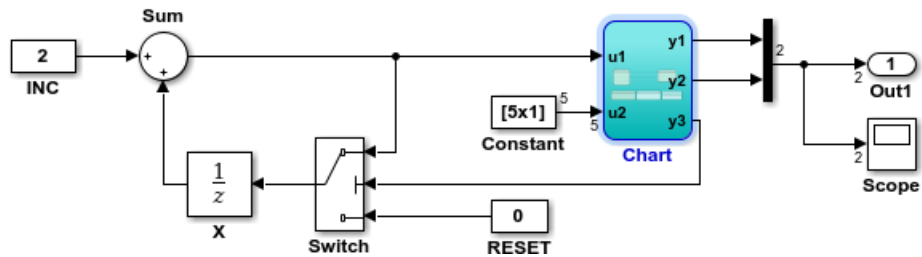 Sum
2
INC
+
+
u1
u2
y1
y2
y3
Chart
[5x1]
5
5
Constant
2
1
2
Out1
2
Scope
1
z
X
Switch
0
RESET